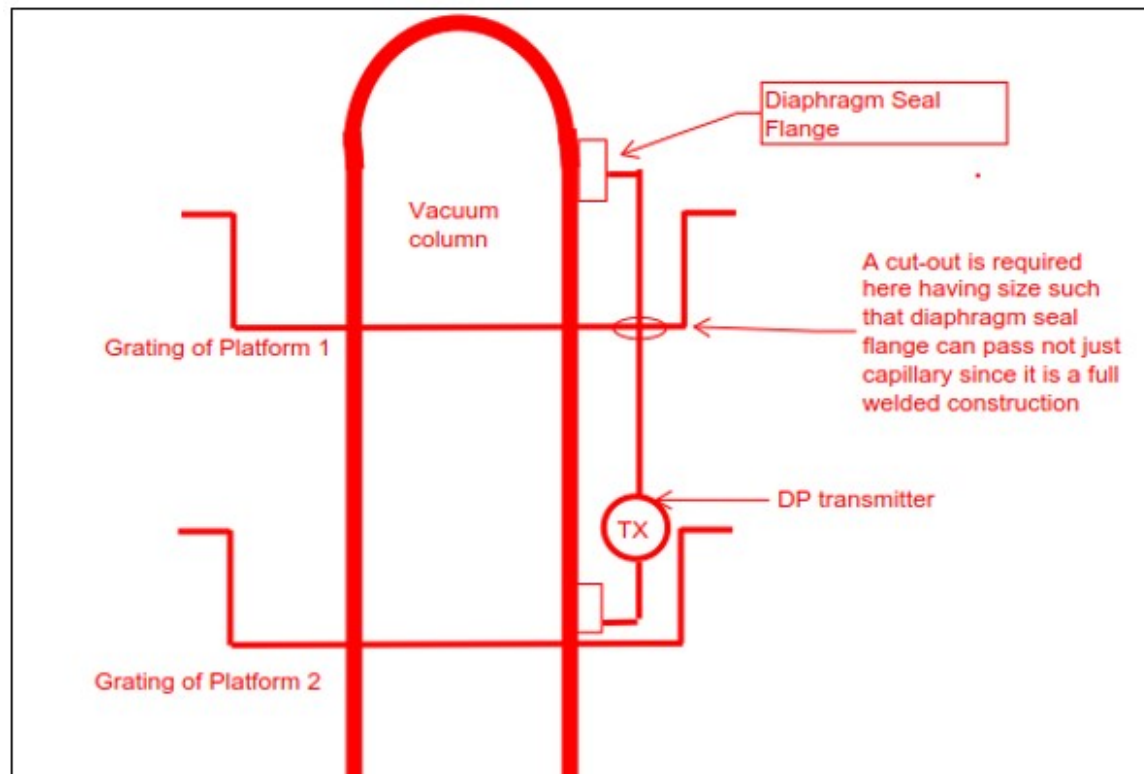 Diaphragm Seal
Flange
Vacuum
column
A cut-out is required
here having size such
that diaphragm seal
flange can pass not just
capillary since it is a full
welded construction
Grating of Platform 1
DP transmitter
TX
Grating of Platform 2